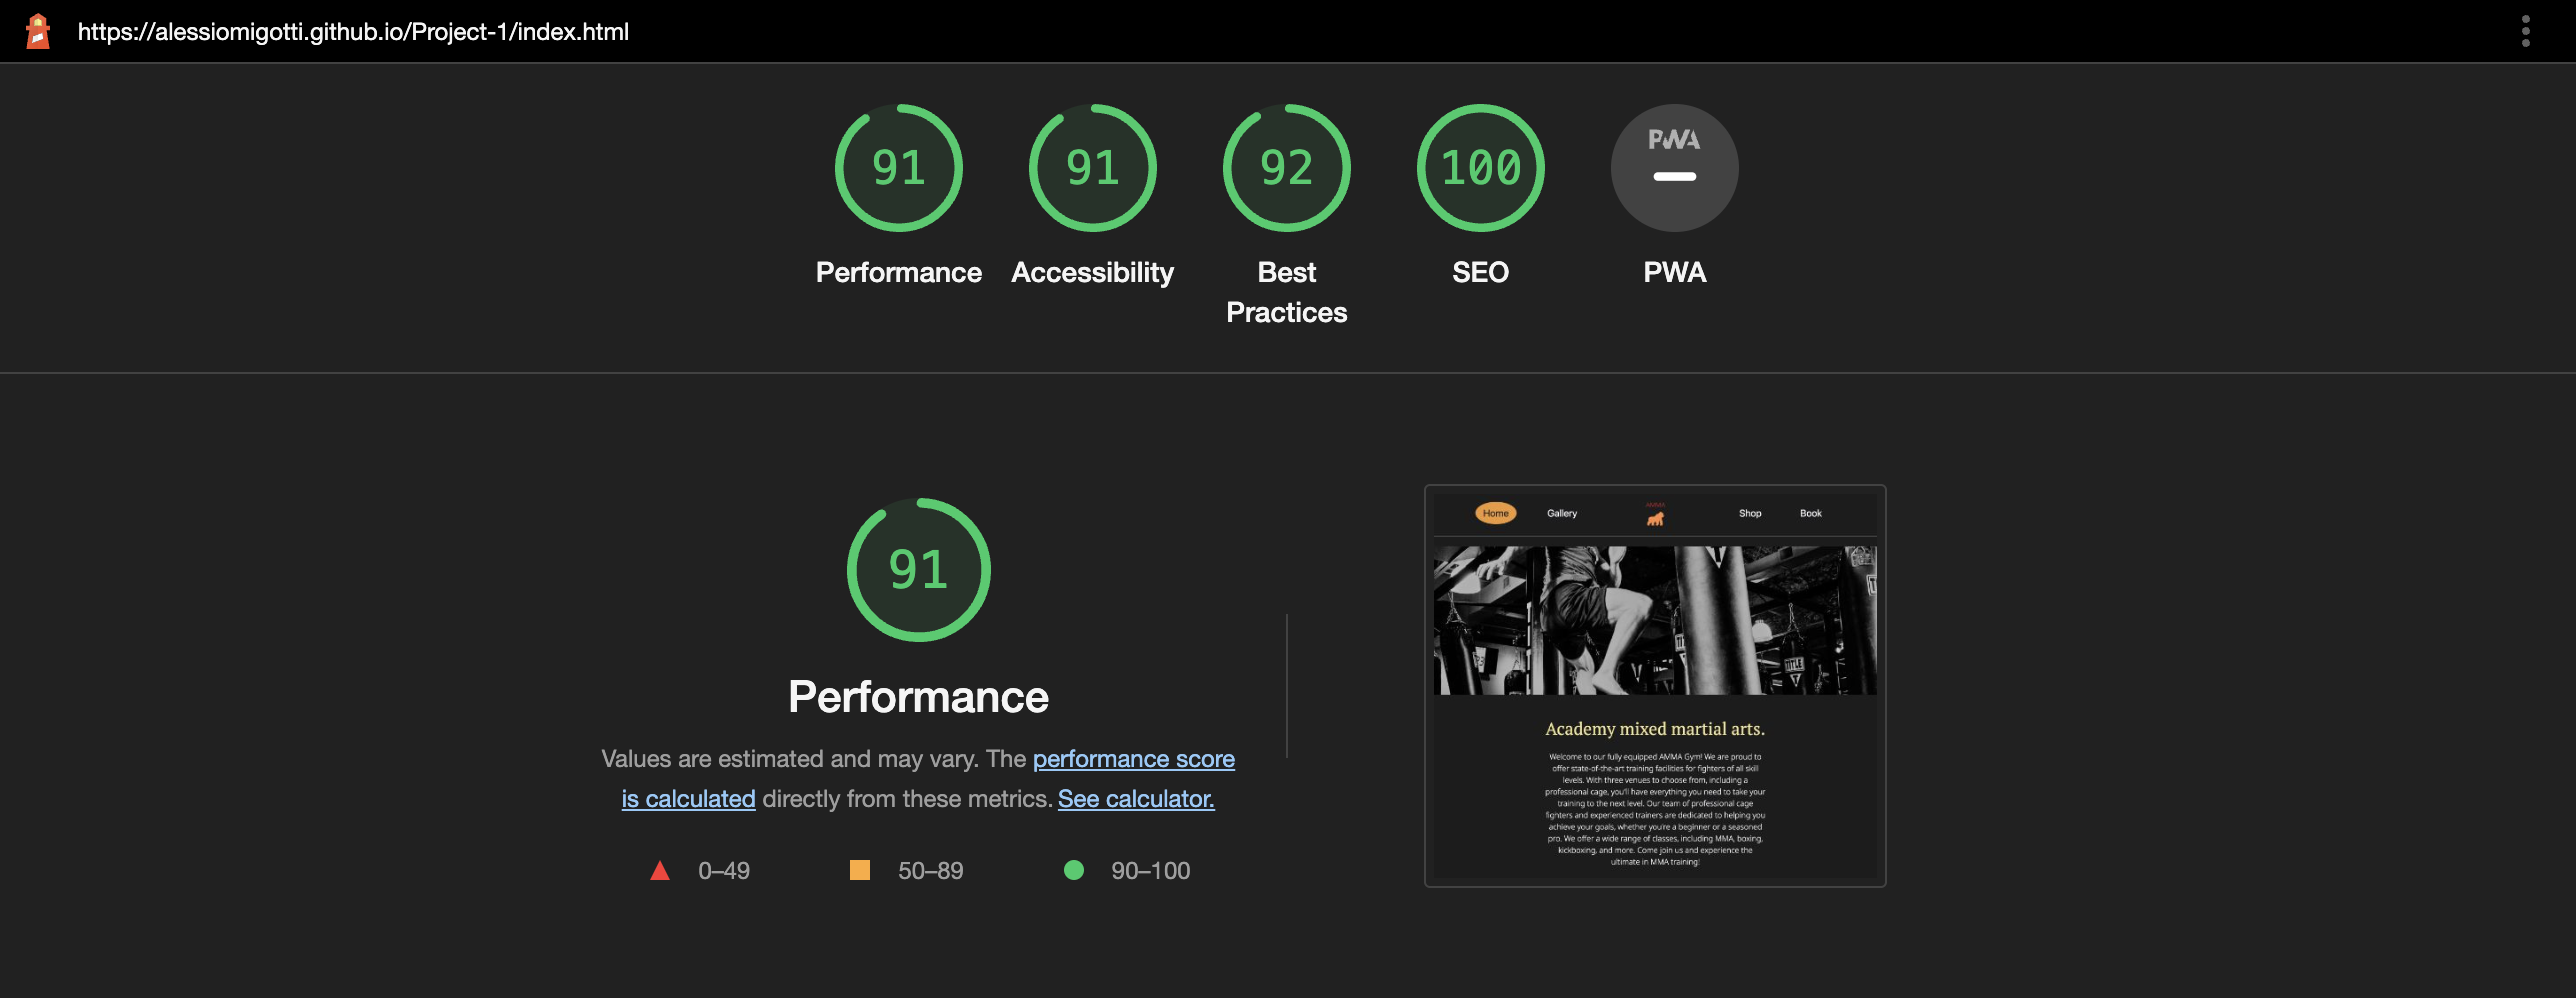 https://alessiomigotti.github.io/Project-1/index.html
91
91
92
100
PWA
Performance
Accessibility
Best
Practices
SEO
PWA
91
Performance
Values are estimated and may vary. The performance score
is calculated directly from these metrics. See calculator.
0–49
50–89
90–100
Home
Gallery
AMMA
Shop
Book
TITLE
TITLE
Academy mixed martial arts.
Welcome to our fully equipped AMMA Gym! We are proud to
offer state-of-the-art training facilities for fighters of all skill
levels. With three venues to choose from, including a
professional cage, you'll have everything you need to take your
training to the next level. Our team of professional cage
fighters and experienced trainers are dedicated to helping you
achieve your goals, whether you're a beginner or a seasoned
pro. We offer a wide range of classes, including MMA, boxing,
kickboxing, and more. Come join us and experience the
ultimate in MMA training!